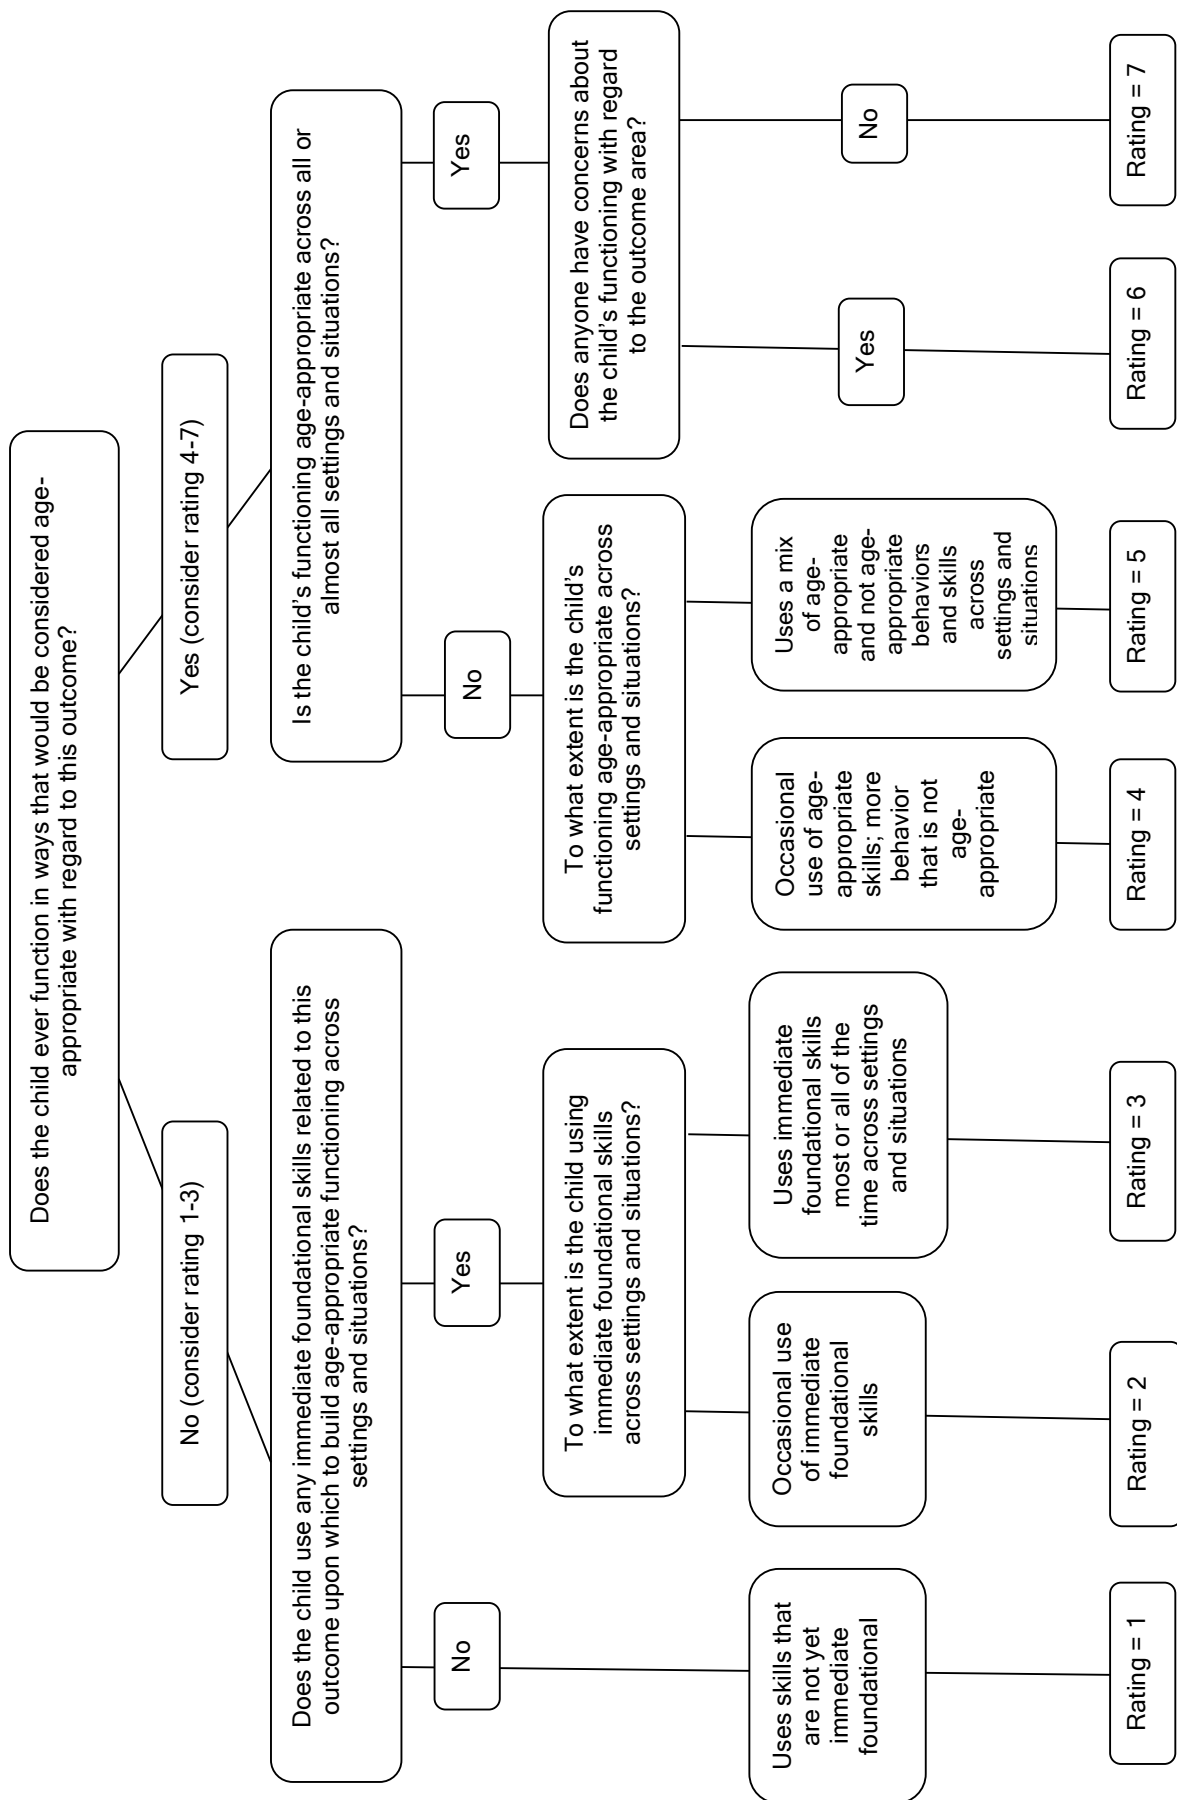 Does the child ever function in ways that would be considered age-
appropriate with regard to this outcome?
No (consider rating 1-3)
Yes (consider rating 4-7)
Does the child use any immediate foundational skills related to this
outcome upon which to build age-appropriate functioning across
settings and situations?
Is the child’s functioning age-appropriate across all or
almost all settings and situations?
No
Yes
No
Yes
To what extent is the child using
immediate foundational skills
across settings and situations?
To what extent is the child’s
functioning age-appropriate across
settings and situations?
Does anyone have concerns about
the child’s functioning with regard
to the outcome area?
Uses skills that
are not yet
immediate
foundational
Occasional use
of immediate
foundational
skills
Uses immediate
foundational skills
most or all of the
time across settings
and situations
Occasional
use of age-
appropriate
skills; more
behavior
that is not
age-
appropriate
Uses a mix
of age-
appropriate
and not age-
appropriate
behaviors
and skills
across
settings and
situations
Yes
No
Rating = 1
Rating = 2
Rating = 3
Rating = 4
Rating = 5
Rating = 6
Rating = 7